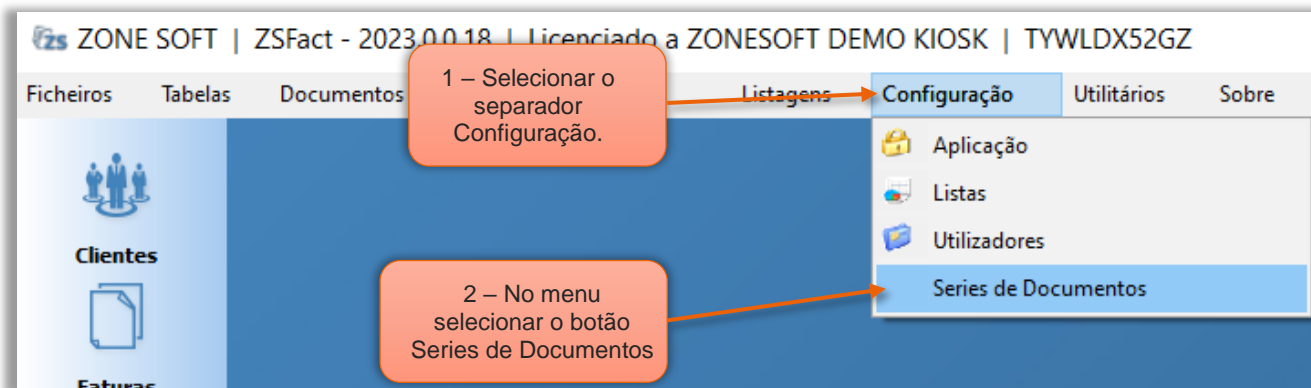 zs ZONE SOFT | ZSFact - 2023.0.0.18 | Licenciado a ZONESOFT DEMO KIOSK | TYWLDX52GZ
Ficheiros Tabelas Documentos Listagens Configuração Utilitários Sobre
1 – Selecionar o
separador
Configuração.
Aplicação
Listas
Utilizadores
Series de Documentos
Clientes
2 – No menu
selecionar o botão
Series de Documentos
Faturas